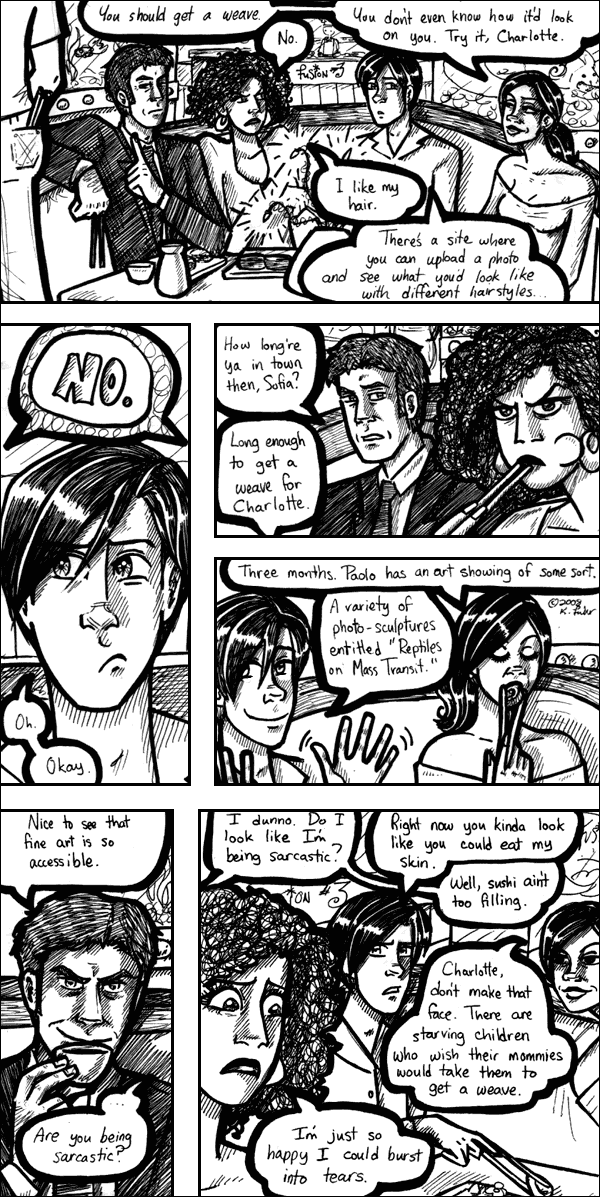 You should get a weave.
No.
You don't even know how it'd look
on you. Try it, Charlotte.
fusion #3
I like my
hair.
There's a site where
you can upload a photo
and see what you'd look like
with different hairstyles...
NO.
Oh.
Okay.
How long're
ya in town
then, Sofia?
Long enough
to get a
weave for
Charlotte.
Three months. Paolo has an art showing of some sort.
A variety of
photo-sculptures
entitled "Reptiles
on Mass Transit."
©2008
K. Fuhr
Nice to see that
fine art is so
accessible.
Are you being
sarcastic?
I dunno. Do I
look like I'm
being sarcastic?
Right now you kinda look
like you could eat my
skin.
Well, sushi ain't
too filling.
ON #3
Charlotte,
don't make that
face. There are
starving children
who wish their mommies
would take them to
get a weave.
I'm just so
happy I could burst
into tears.